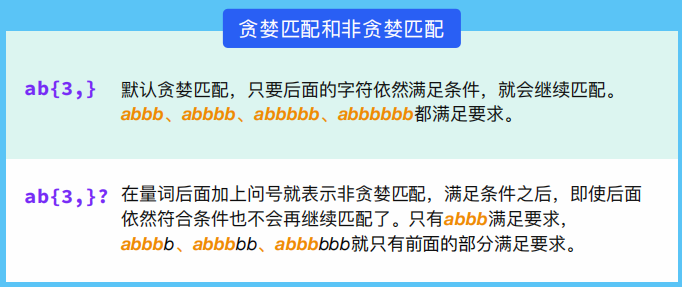 贪婪匹配和非贪婪匹配
ab{3,} 默认贪婪匹配，只要后面的字符依然满足条件，就会继续匹配。
abbb、abbbb、abbbbb、abbbbbb都满足要求。
ab{3,}? 在量词后面加上问号就表示非贪婪匹配，满足条件之后，即使后面
依然符合条件也不会再继续匹配了。只有abbb满足要求，
abbbb、abbbbb、abbbbbb就只有前面的部分满足要求。